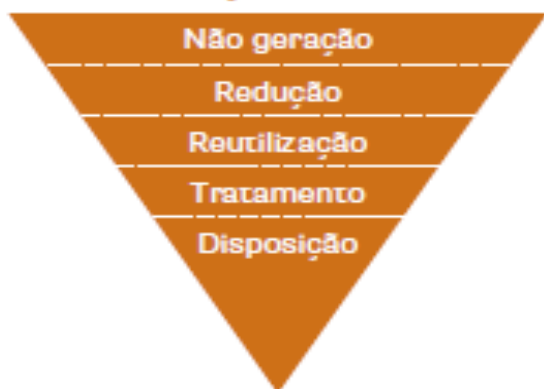 Não geração
Redução
Reutilização
Tratamento
Disposição